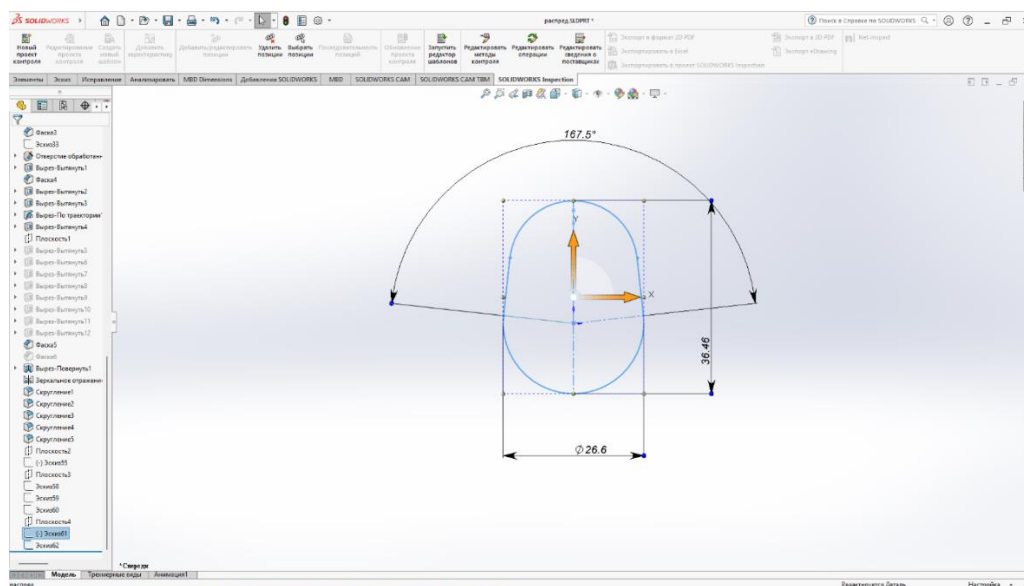 SOLIDWORKS
распред.SLDPRT *
Поиск в Справке по SOLIDWORKS
Новый проект контроля
Редактирование проекта контроля
Создать новый шаблон
Добавить характеристику
Добавить/редактировать позиции
Удалить позиции
Выбрать позиции
Последовательность позиций
Обновление проекта контроля
Запустить редактор шаблонов
Редактировать методы контроля
Редактировать операции
Редактировать сведения о поставщиках
Экспорт в формат 2D PDF
Экспортировать в Excel
Экспортировать в проект SOLIDWORKS Inspection
Экспорт в 3D PDF
Экспорт eDrawing
Net-Inspect
Элементы
Эскиз
Исправление
Анализировать
MBD Dimensions
Добавления SOLIDWORKS
MBD
SOLIDWORKS CAM
SOLIDWORKS CAM TBM
SOLIDWORKS Inspection
Фаска3
Эскиз33
Отверстие обработан
Вырез-Вытянуть1
Фаска4
Вырез-Вытянуть2
Вырез-Вытянуть3
Вырез-По траектории
Вырез-Вытянуть4
Плоскость1
Вырез-Вытянуть5
Вырез-Вытянуть6
Вырез-Вытянуть7
Вырез-Вытянуть8
Вырез-Вытянуть9
Вырез-Вытянуть10
Вырез-Вытянуть11
Вырез-Вытянуть12
Фаска5
Фаска6
Вырез-Повернуть1
Зеркальное отражени
Скругление1
Скругление2
Скругление3
Скругление4
Скругление5
Плоскость2
(-) Эскиз55
Плоскость3
Эскиз58
Эскиз59
Эскиз60
Плоскость4
(-) Эскиз61
Эскиз62
167.5°
Y
X
36.46
Ø 26.6
*Спереди
Модель
Трехмерные виды
Анимация1
Редактируется Деталь
Настройка